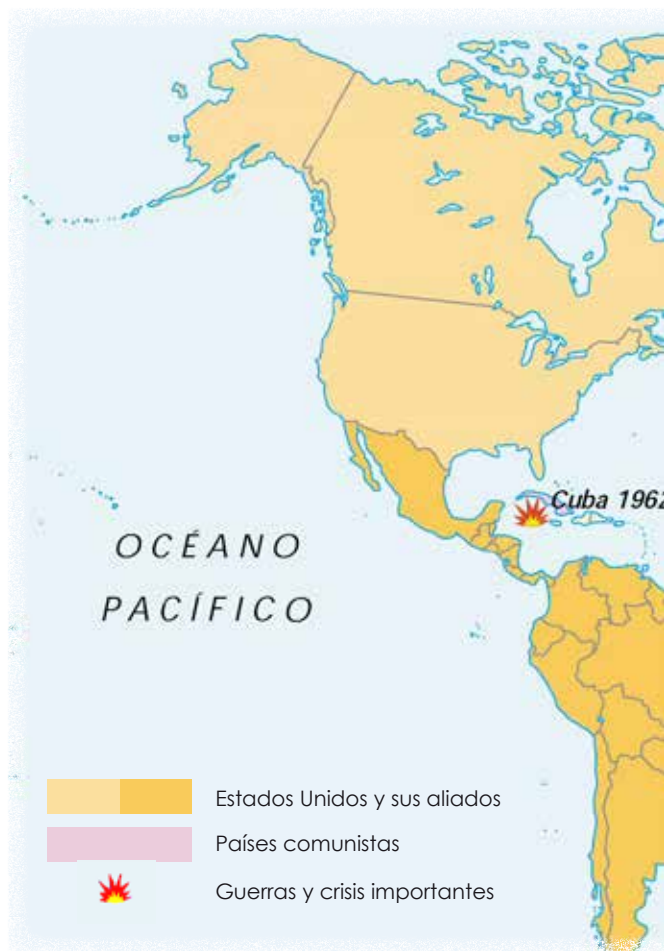 Cuba 1962
OCÉANO
PACÍFICO
Estados Unidos y sus aliados
Países comunistas
Guerras y crisis importantes